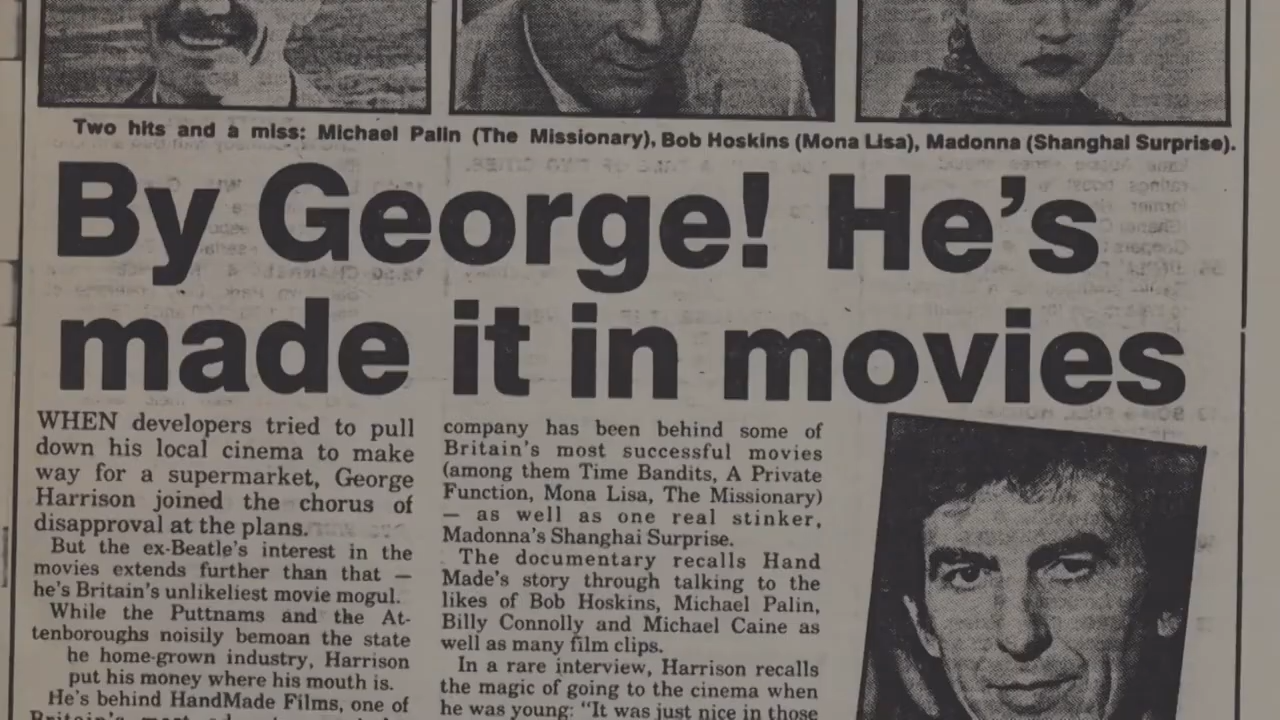 Two hits and a miss: Michael Palin (The Missionary), Bob Hoskins (Mona Lisa), Madonna (Shanghai Surprise).
By George! He's
made it in movies
WHEN developers tried to pull
down his local cinema to make
way for a supermarket, George
Harrison joined the chorus of
disapproval at the plans.
But the ex-Beatle's interest in the
movies extends further than that —
he's Britain's unlikeliest movie mogul.
While the Puttnams and the At-
tenboroughs noisily bemoan the state
he home-grown industry, Harrison
put his money where his mouth is.
He's behind HandMade Films, one of
Britain's most
company has been behind some of
Britain's most successful movies
(among them Time Bandits, A Private
Function, Mona Lisa, The Missionary)
— as well as one real stinker,
Madonna's Shanghai Surprise.
The documentary recalls Hand
Made's story through talking to the
likes of Bob Hoskins, Michael Palin,
Billy Connolly and Michael Caine as
well as many film clips.
In a rare interview, Harrison recalls
the magic of going to the cinema when
he was young: "It was just nice in those